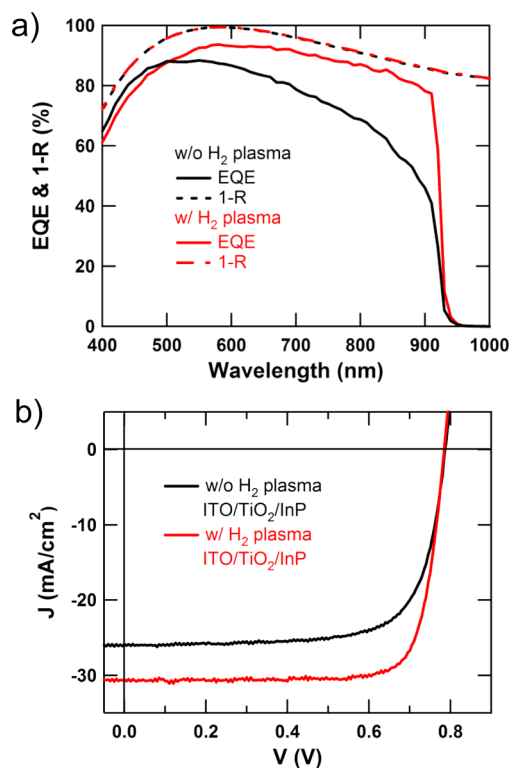 a)
100
80
60
40
20
0
EQE & 1-R (%)
w/o H₂ plasma
EQE
1-R
w/ H₂ plasma
EQE
1-R
400 500 600 700 800 900 1000
Wavelength (nm)
b)
0
-10
-20
-30
J (mA/cm²)
w/o H₂ plasma
ITO/TiO₂/InP
w/ H₂ plasma
ITO/TiO₂/InP
0.0 0.2 0.4 0.6 0.8
V (V)